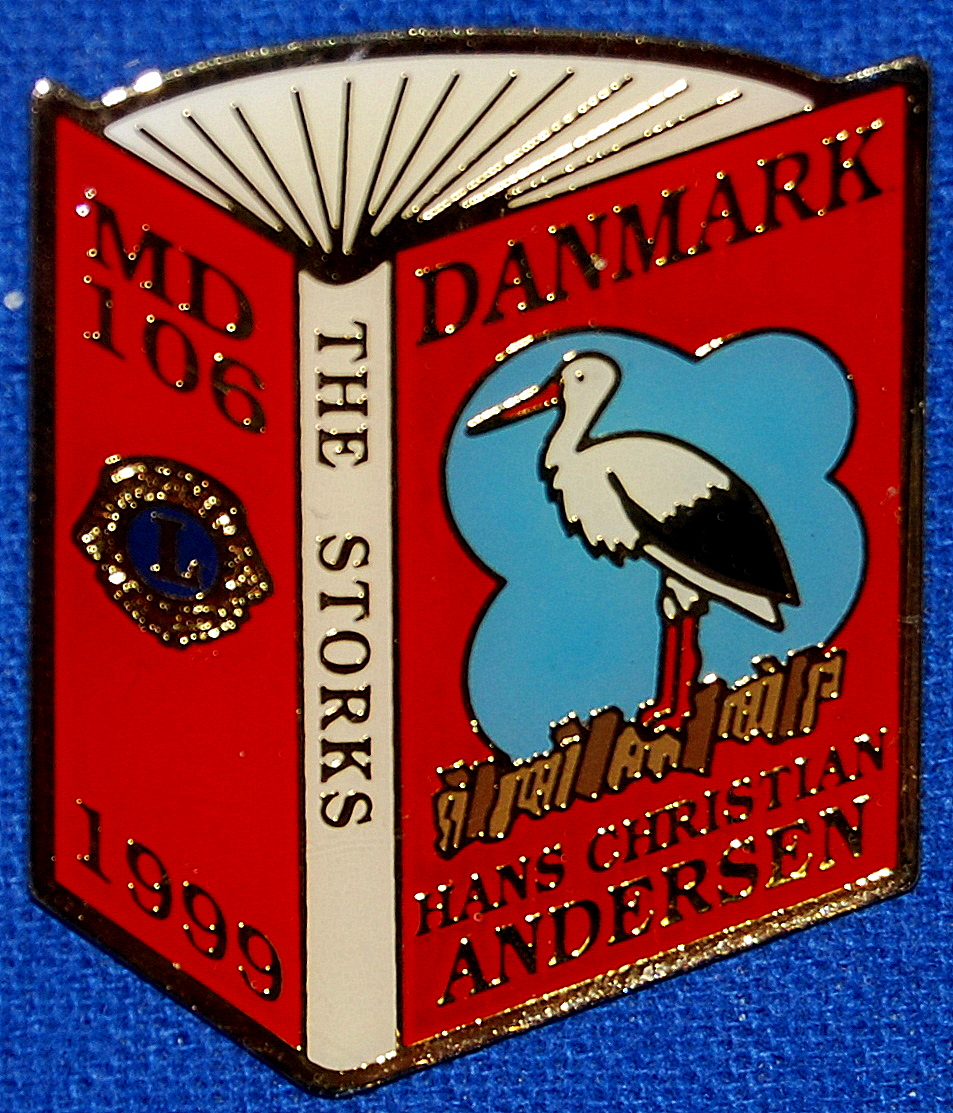 MD
106
L
1999
THE STORKS
DANMARK
HANS CHRISTIAN
ANDERSEN